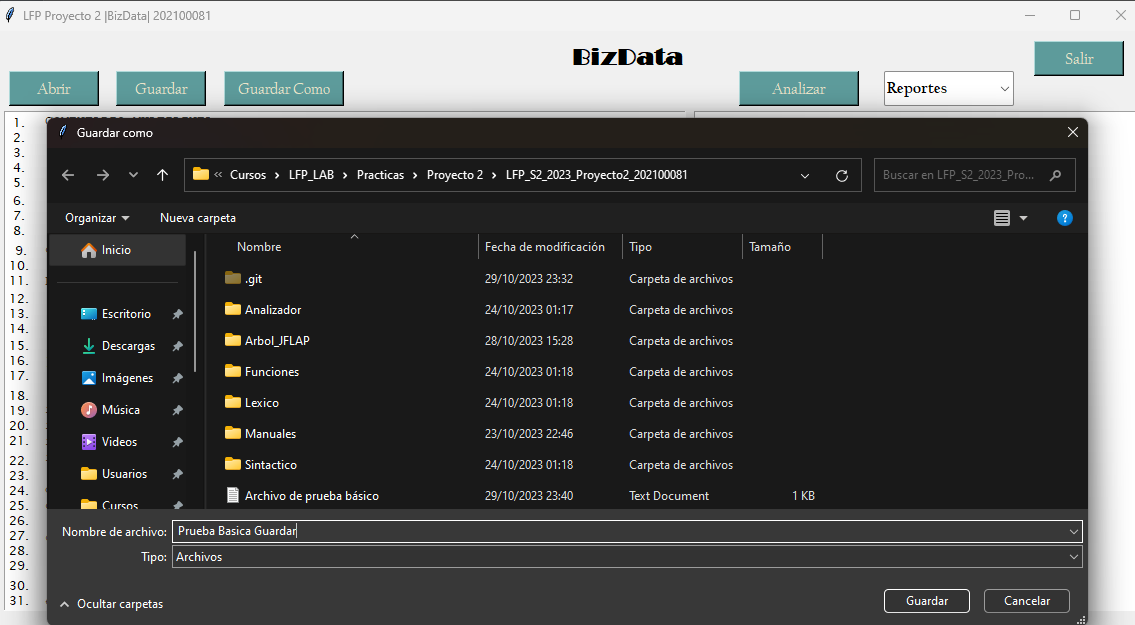 LFP Proyecto 2 |BizData| 202100081
BizData
Salir
Abrir
Guardar
Guardar Como
Analizar
Reportes
1.
2.
3.
4.
5.
6.
7.
8.
9.
10.
11.
12.
13.
14.
15.
16.
17.
18.
19.
20.
21.
22.
23.
24.
25.
26.
27.
28.
29.
30.
31.
Guardar como
« Cursos › LFP_LAB › Practicas › Proyecto 2 › LFP_S2_2023_Proyecto2_202100081
Buscar en LFP_S2_2023_Pro...
Organizar
Nueva carpeta
Inicio
Escritorio
Descargas
Imágenes
Música
Videos
Usuarios
Cursos
Nombre Fecha de modificación Tipo Tamaño
.git 29/10/2023 23:32 Carpeta de archivos
Analizador 24/10/2023 01:17 Carpeta de archivos
Arbol_JFLAP 28/10/2023 15:28 Carpeta de archivos
Funciones 24/10/2023 01:18 Carpeta de archivos
Lexico 24/10/2023 01:18 Carpeta de archivos
Manuales 23/10/2023 22:46 Carpeta de archivos
Sintactico 24/10/2023 01:18 Carpeta de archivos
Archivo de prueba básico 29/10/2023 23:40 Text Document 1 KB
Nombre de archivo: Prueba Basica Guardar
Tipo: Archivos
Ocultar carpetas
Guardar
Cancelar